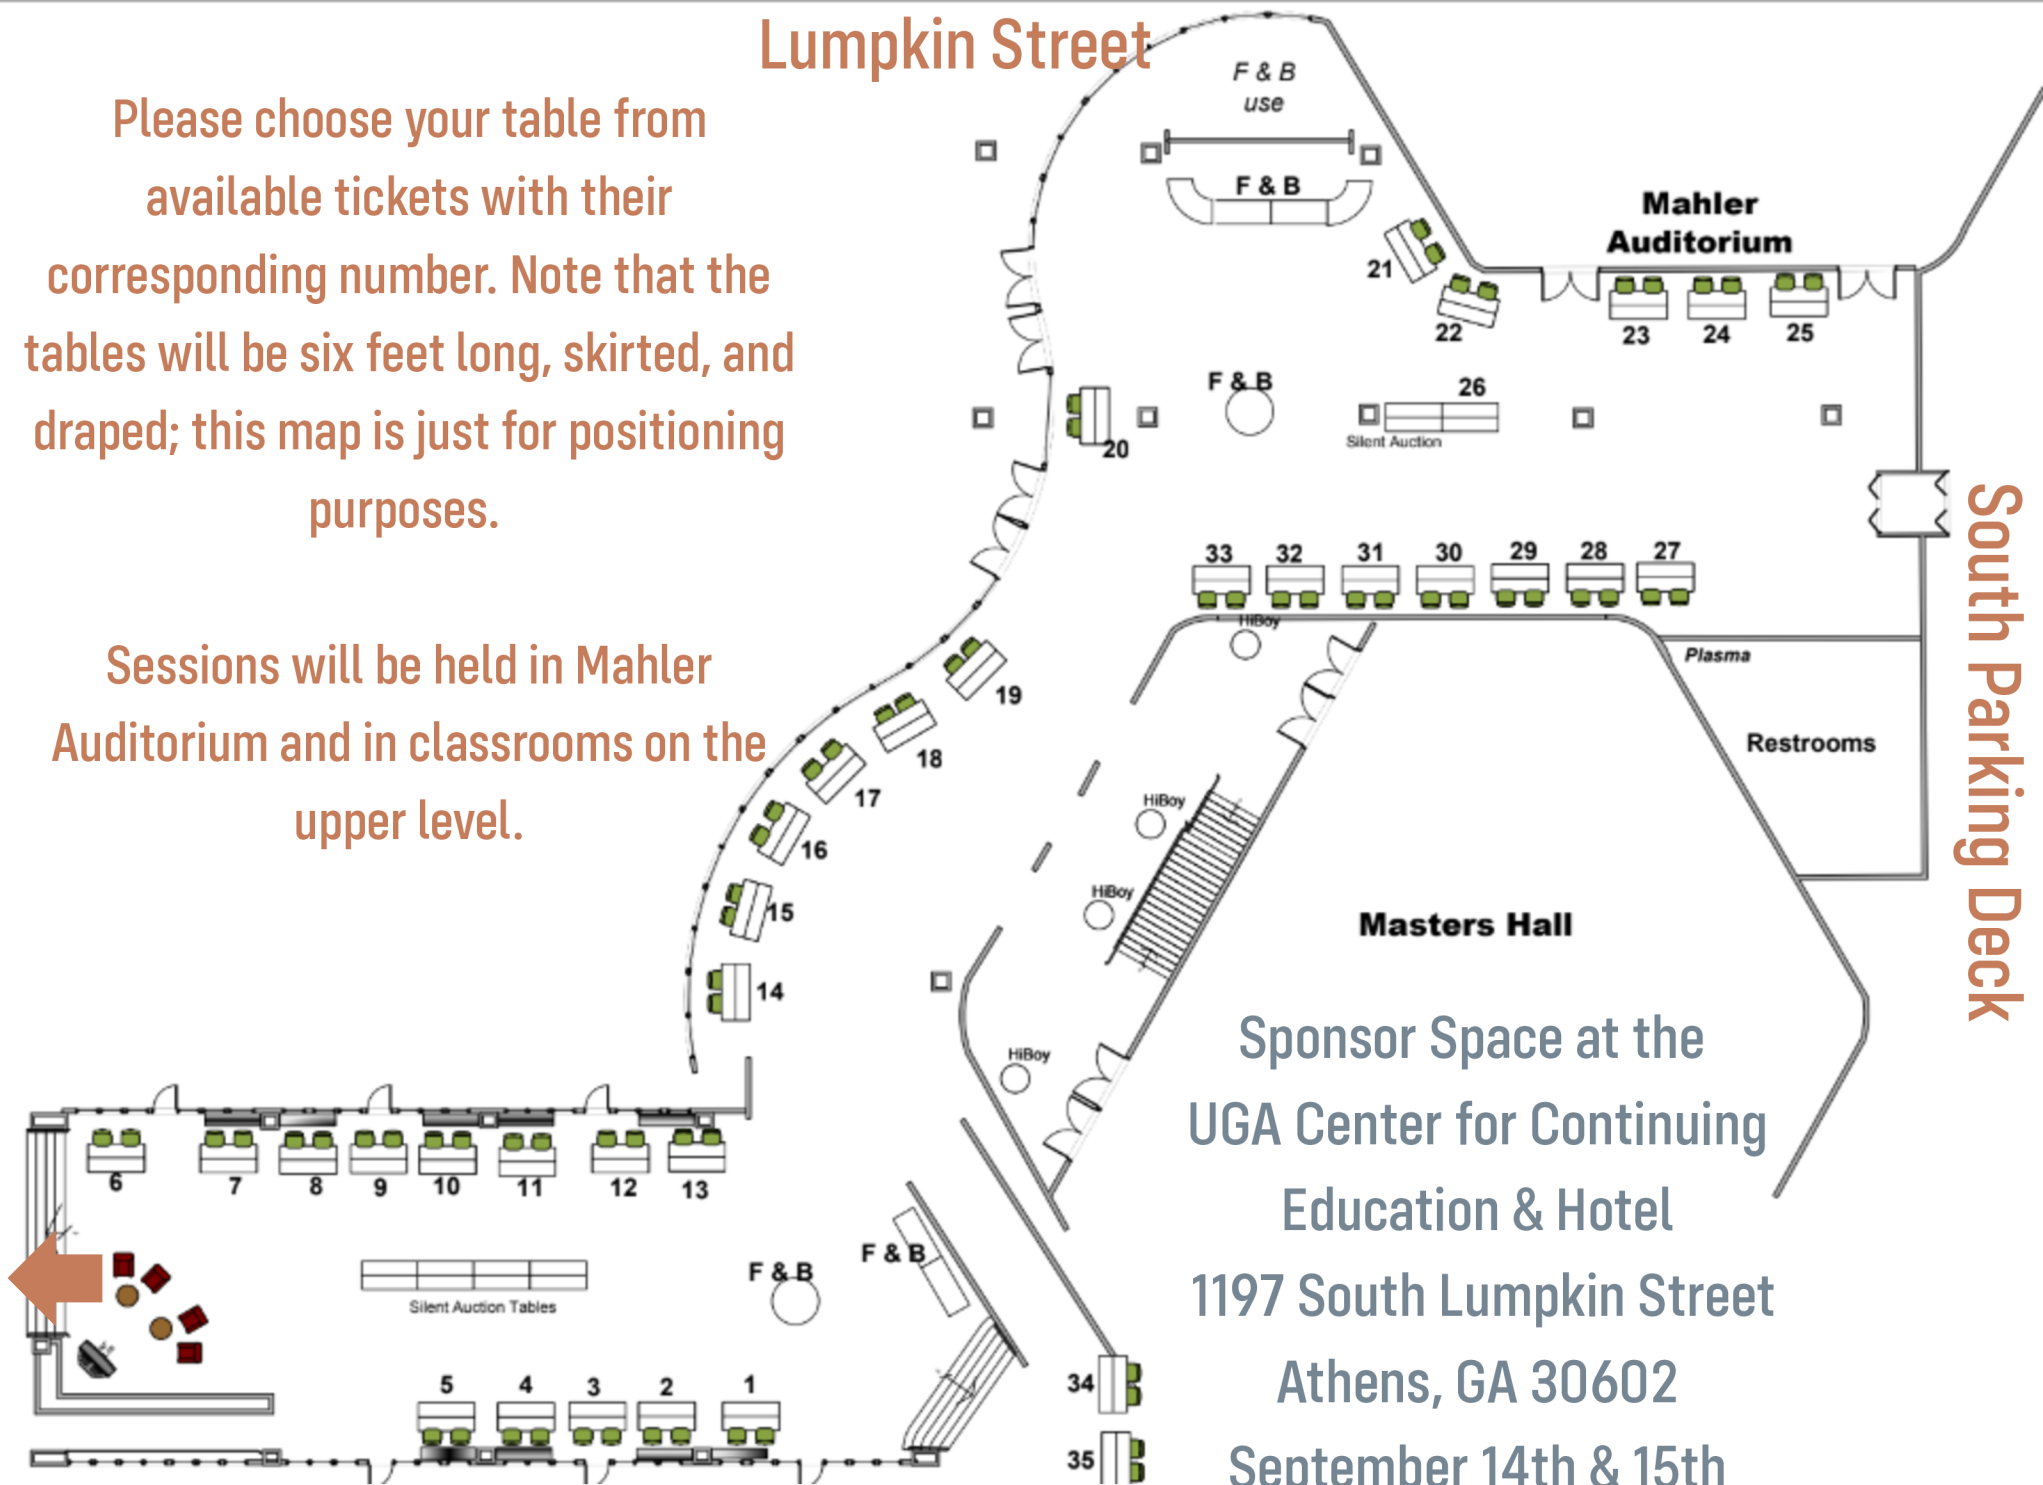 Lumpkin Street
Please choose your table from
available tickets with their
corresponding number. Note that the
tables will be six feet long, skirted, and
draped; this map is just for positioning
purposes.
Sessions will be held in Mahler
Auditorium and in classrooms on the
upper level.
F & B
use
F & B
Mahler
Auditorium
21
22
23
24
25
F & B
26
Silent Auction
20
South Parking Deck
33
32
31
30
29
28
27
HiBoy
Plasma
Restrooms
19
18
17
16
15
14
HiBoy
HiBoy
HiBoy
Masters Hall
Sponsor Space at the
UGA Center for Continuing
Education & Hotel
1197 South Lumpkin Street
Athens, GA 30602
September 14th & 15th
6
7
8
9
10
11
12
13
F & B
F & B
Silent Auction Tables
5
4
3
2
1
34
35